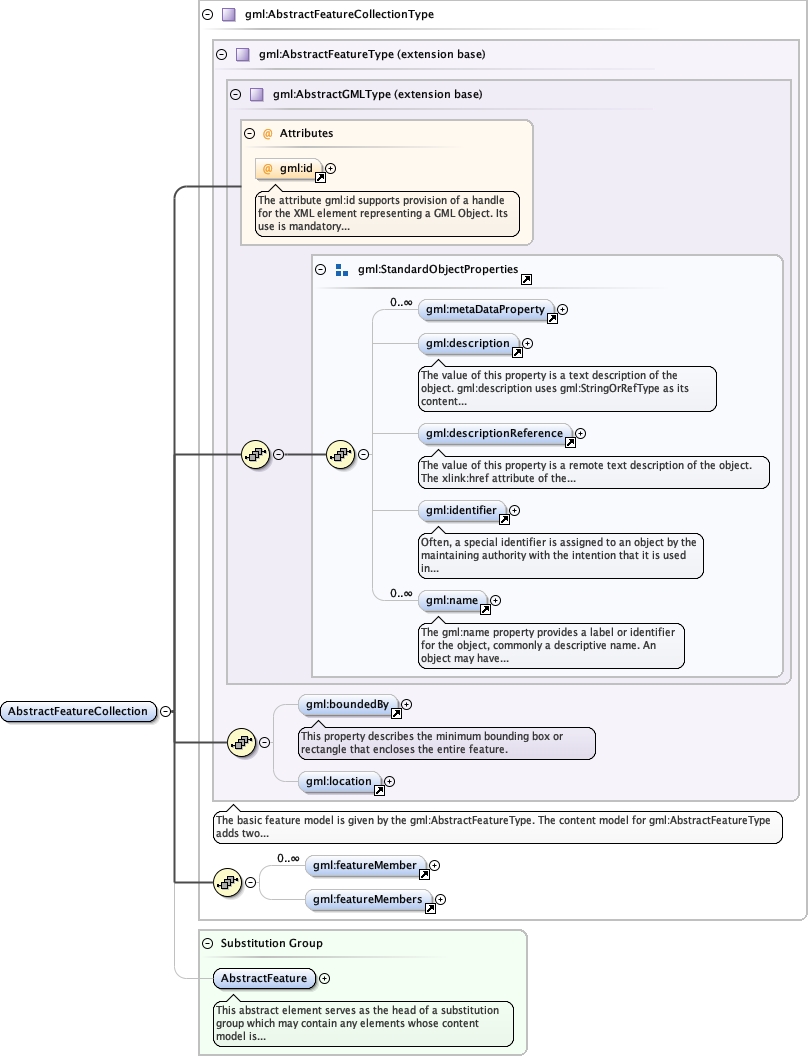 gml:AbstractFeatureCollectionType
gml:AbstractFeatureType (extension base)
gml:AbstractGMLType (extension base)
@ Attributes
@ gml:id
The attribute gml:id supports provision of a handle
for the XML element representing a GML Object. Its
use is mandatory...
gml:StandardObjectProperties
0..∞
gml:metaDataProperty
gml:description
The value of this property is a text description of the
object. gml:description uses gml:StringOrRefType as its
content...
gml:descriptionReference
The value of this property is a remote text description of the object.
The xlink:href attribute of the...
gml:identifier
Often, a special identifier is assigned to an object by the
maintaining authority with the intention that it is used
in...
0..∞
gml:name
The gml:name property provides a label or identifier
for the object, commonly a descriptive name. An
object may have...
AbstractFeatureCollection
gml:boundedBy
This property describes the minimum bounding box or
rectangle that encloses the entire feature.
gml:location
The basic feature model is given by the gml:AbstractFeatureType. The content model for gml:AbstractFeatureType
adds two...
0..∞
gml:featureMember
gml:featureMembers
Substitution Group
AbstractFeature
This abstract element serves as the head of a substitution
group which may contain any elements whose content
model is...